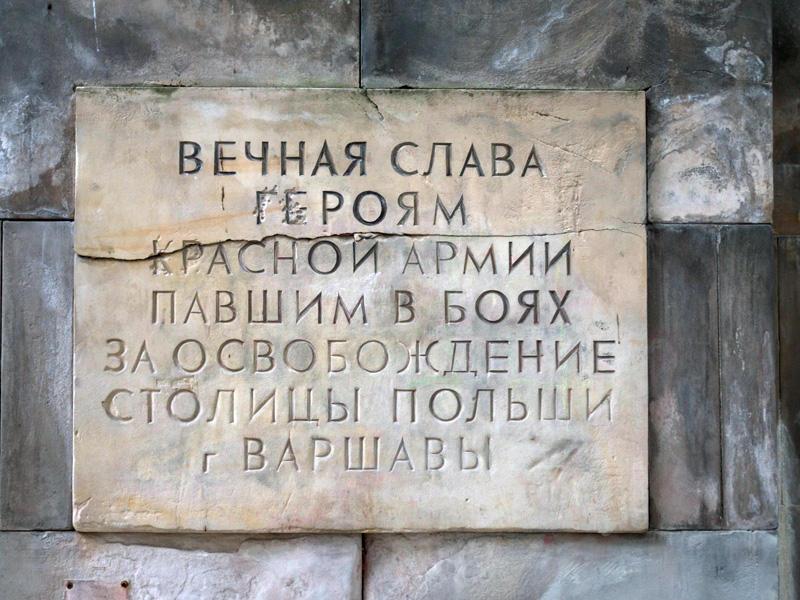 ВЕЧНАЯ СЛАВА
ГЕРОЯМ
КРАСНОЙ АРМИИ
ПАВШИМ В БОЯХ
ЗА ОСВОБОЖДЕНИЕ
СТОЛИЦЫ ПОЛЬШИ
г ВАРШАВЫ